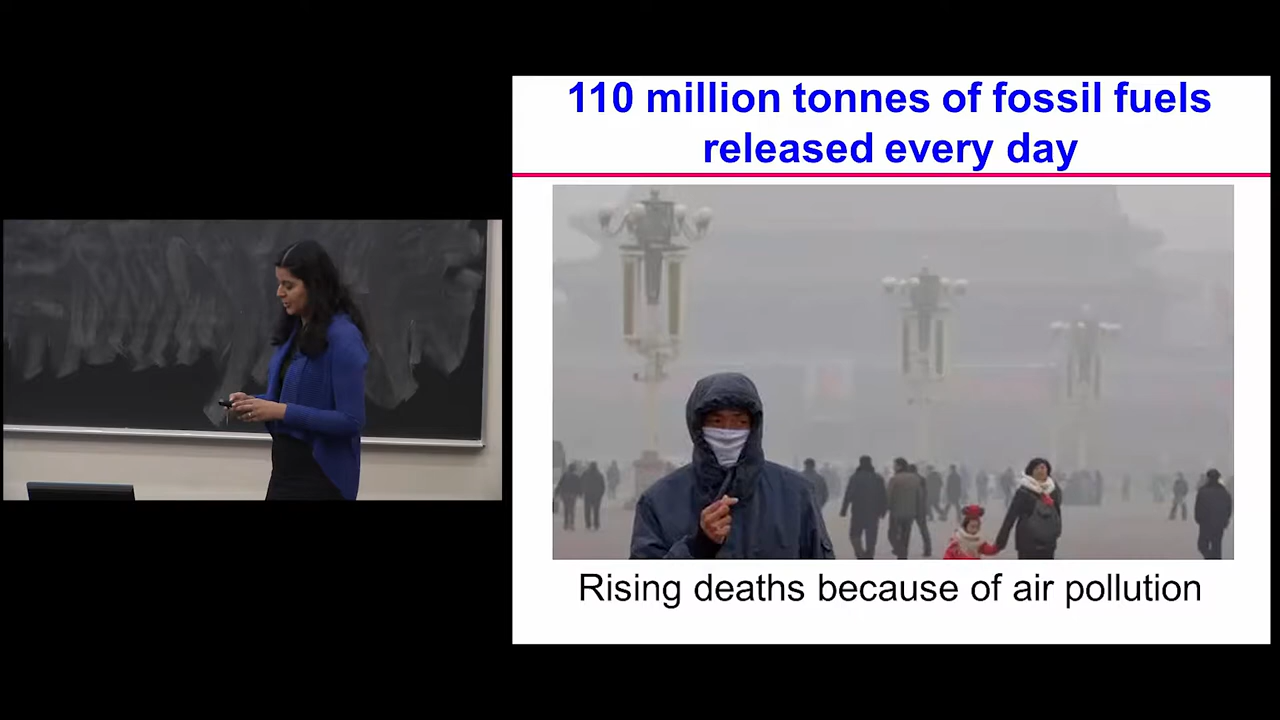 110 million tonnes of fossil fuels
released every day
Rising deaths because of air pollution